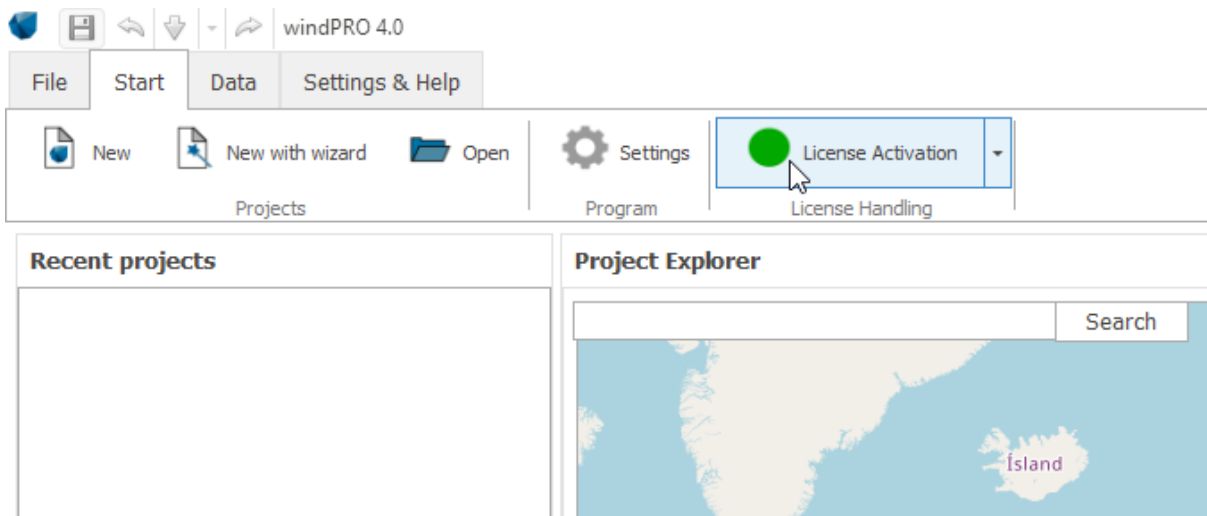 windPRO 4.0
File Start Data Settings & Help
New New with wizard Open Settings License Activation
Projects Program License Handling
Recent projects Project Explorer
Search
Ísland